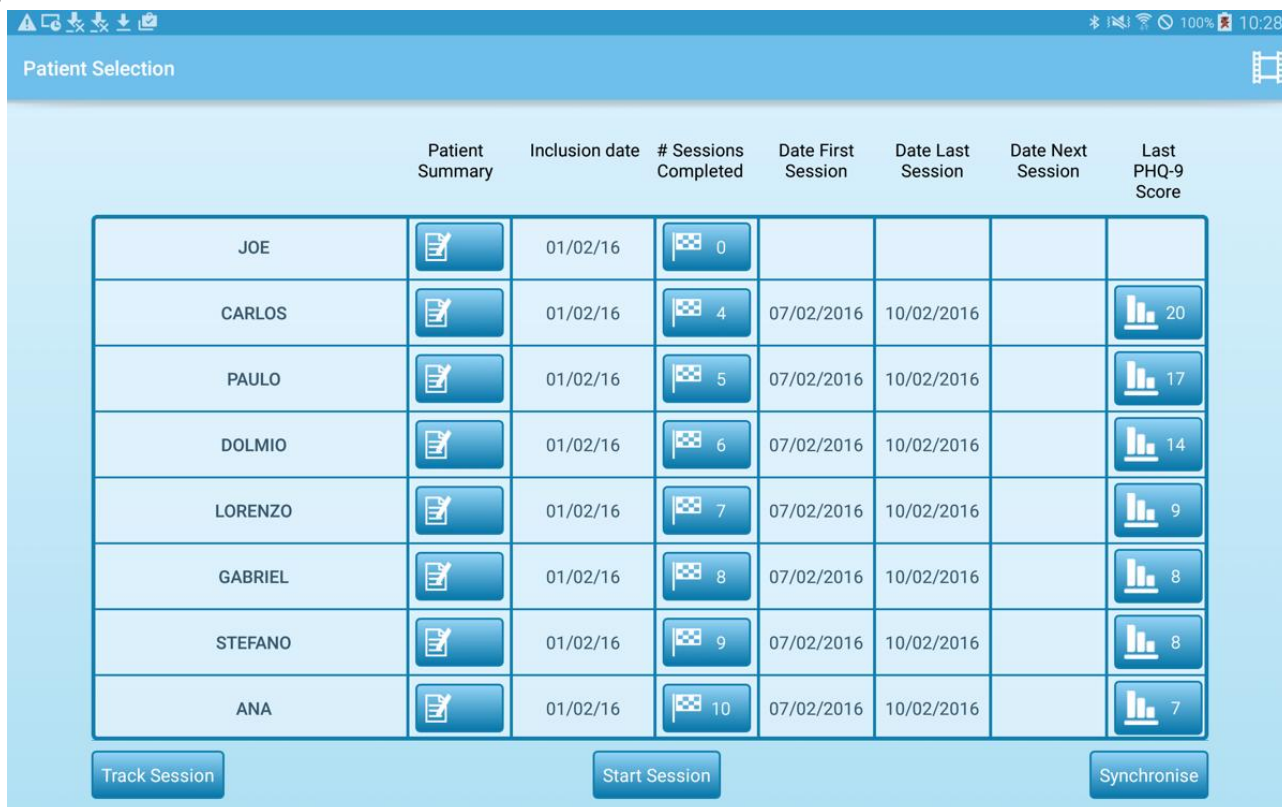 100% 10:28
Patient Selection
Patient Summary Inclusion date # Sessions Completed Date First Session Date Last Session Date Next Session Last PHQ-9 Score
JOE 01/02/16 0
CARLOS 01/02/16 4 07/02/2016 10/02/2016 20
PAULO 01/02/16 5 07/02/2016 10/02/2016 17
DOLMIO 01/02/16 6 07/02/2016 10/02/2016 14
LORENZO 01/02/16 7 07/02/2016 10/02/2016 9
GABRIEL 01/02/16 8 07/02/2016 10/02/2016 8
STEFANO 01/02/16 9 07/02/2016 10/02/2016 8
ANA 01/02/16 10 07/02/2016 10/02/2016 7
Track Session Start Session Synchronise